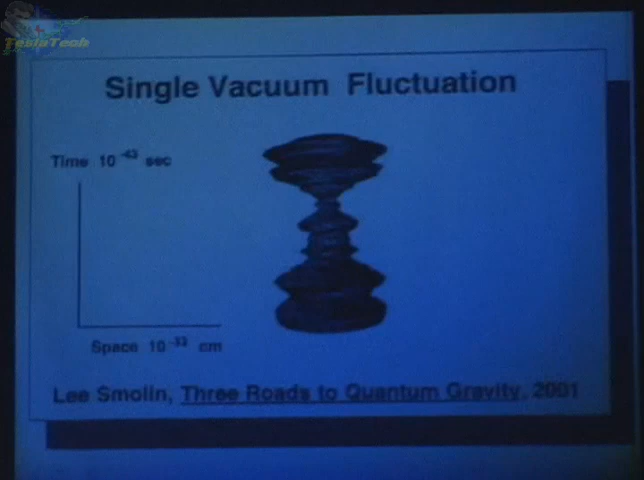 TeslaTech
Single Vacuum Fluctuation
Time 10⁻⁴³ sec
Space 10⁻³³ cm
Lee Smolin, Three Roads to Quantum Gravity, 2001